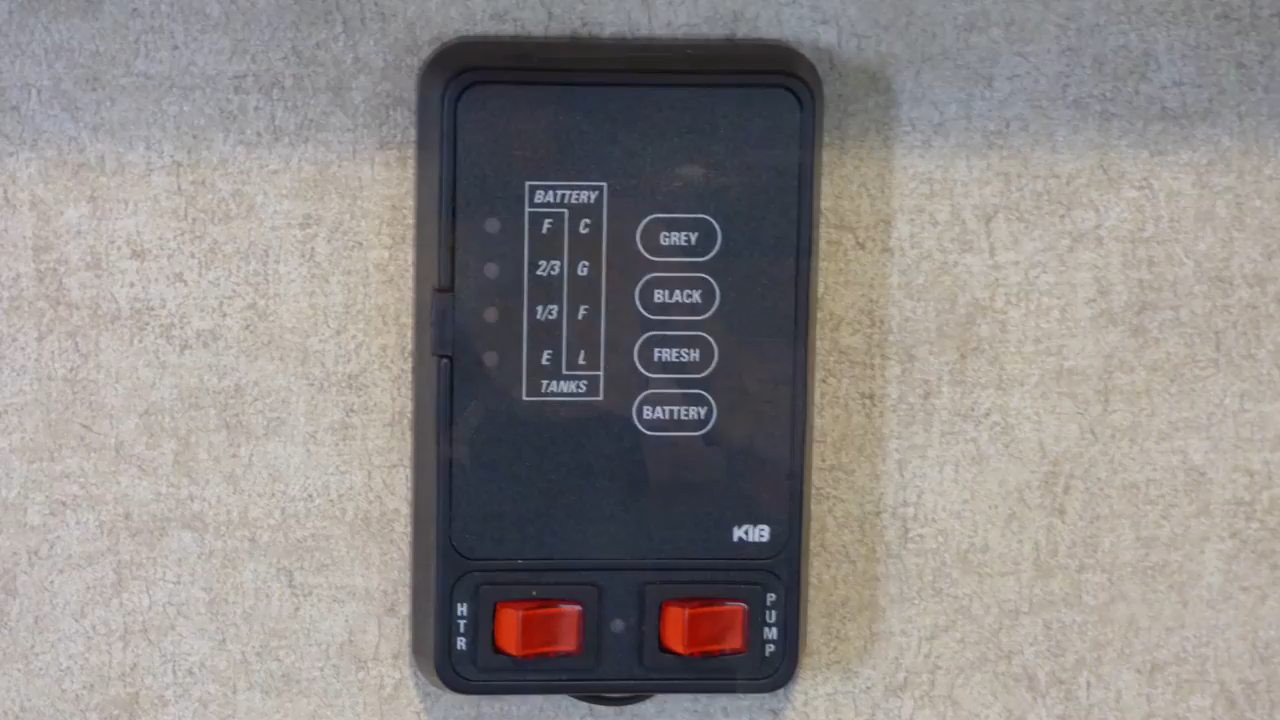 BATTERY
F C
2/3 G
1/3 F
E L
TANKS
GREY
BLACK
FRESH
BATTERY
KIB
HTR
PUMP